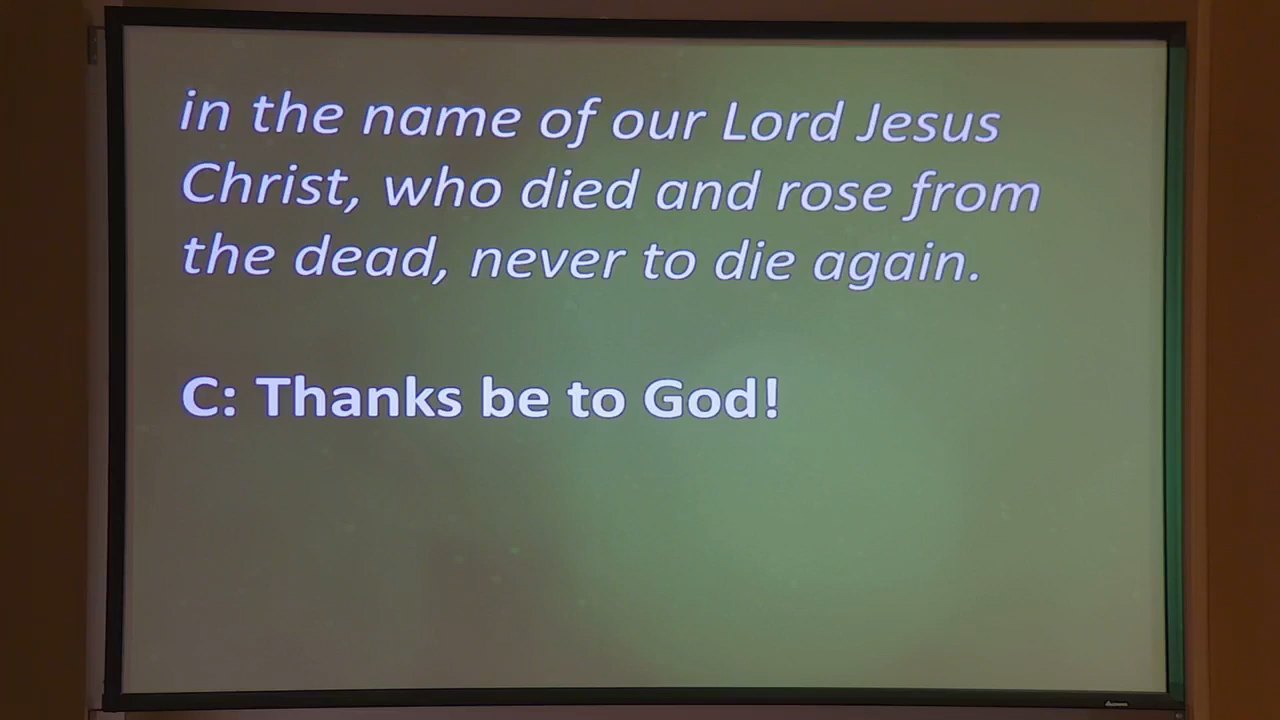 in the name of our Lord Jesus
Christ, who died and rose from
the dead, never to die again.
C: Thanks be to God!